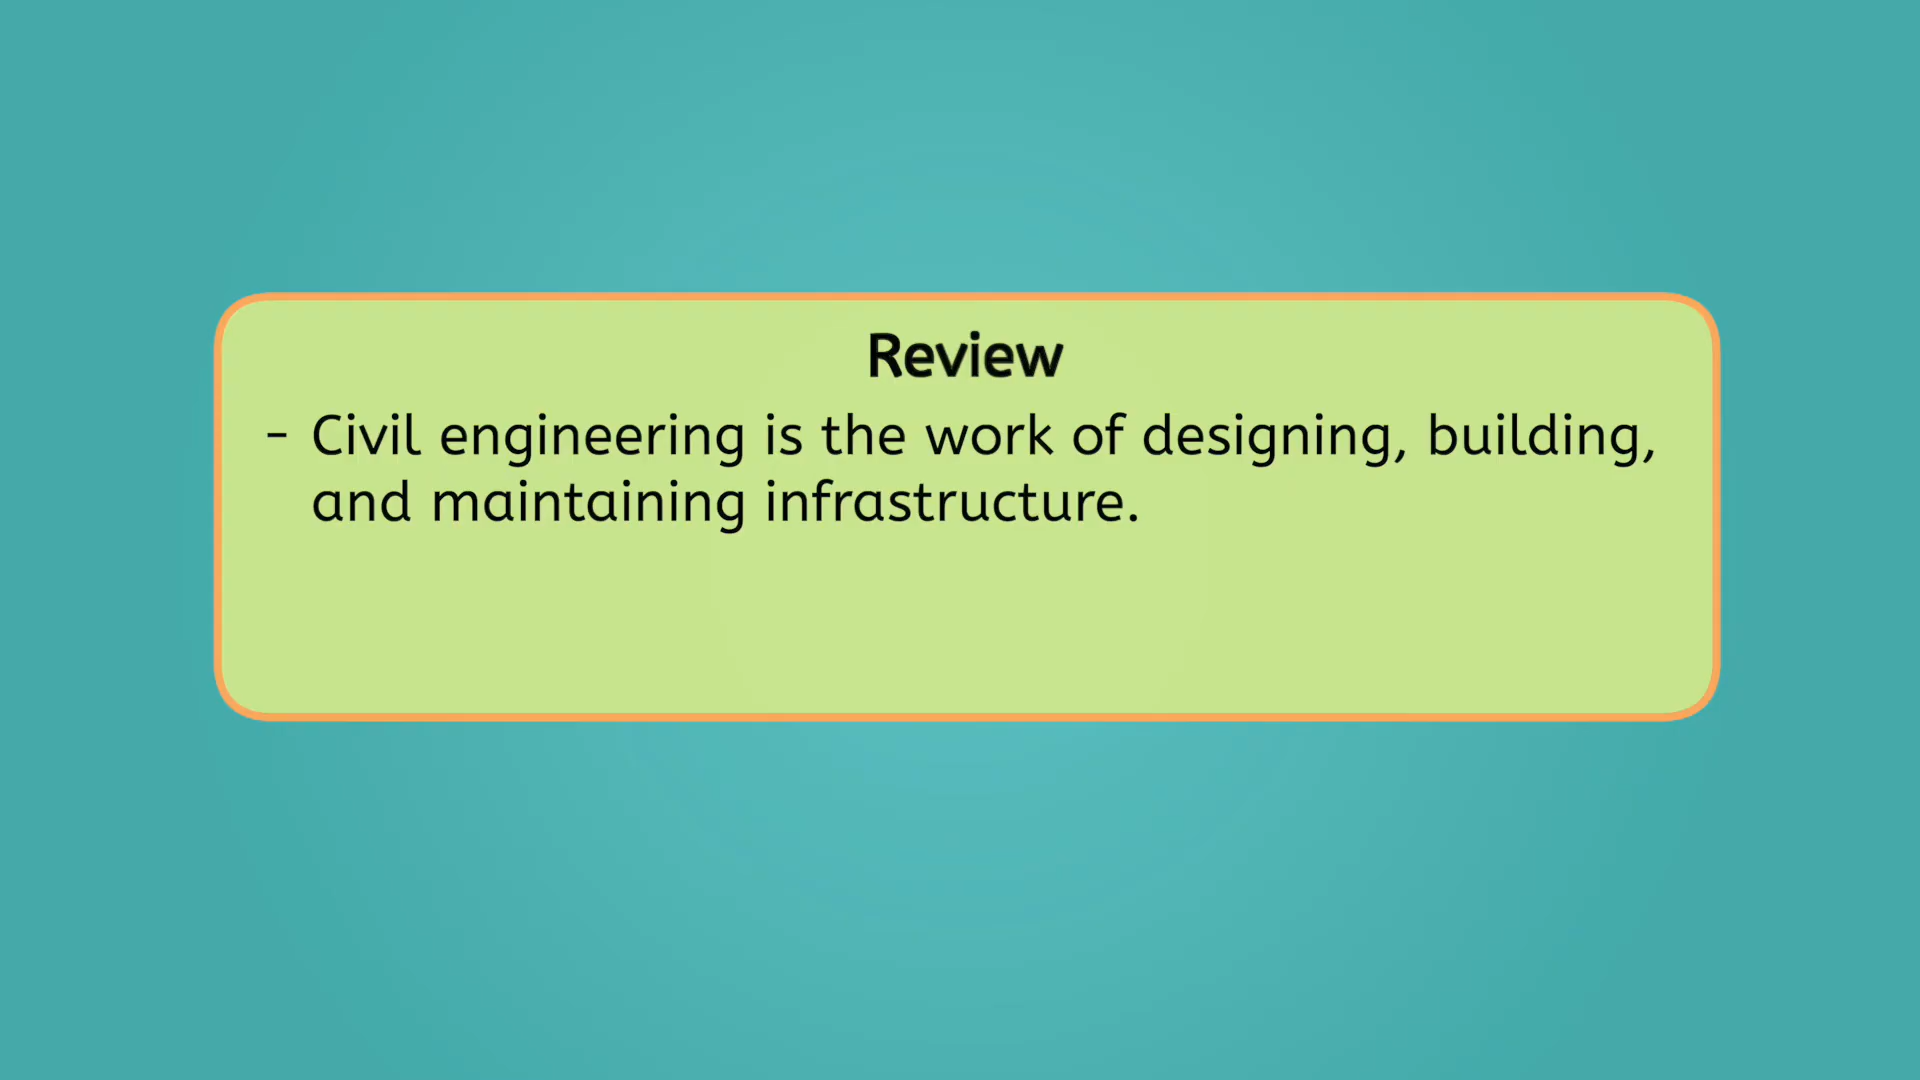 Review
- Civil engineering is the work of designing, building,
and maintaining infrastructure.